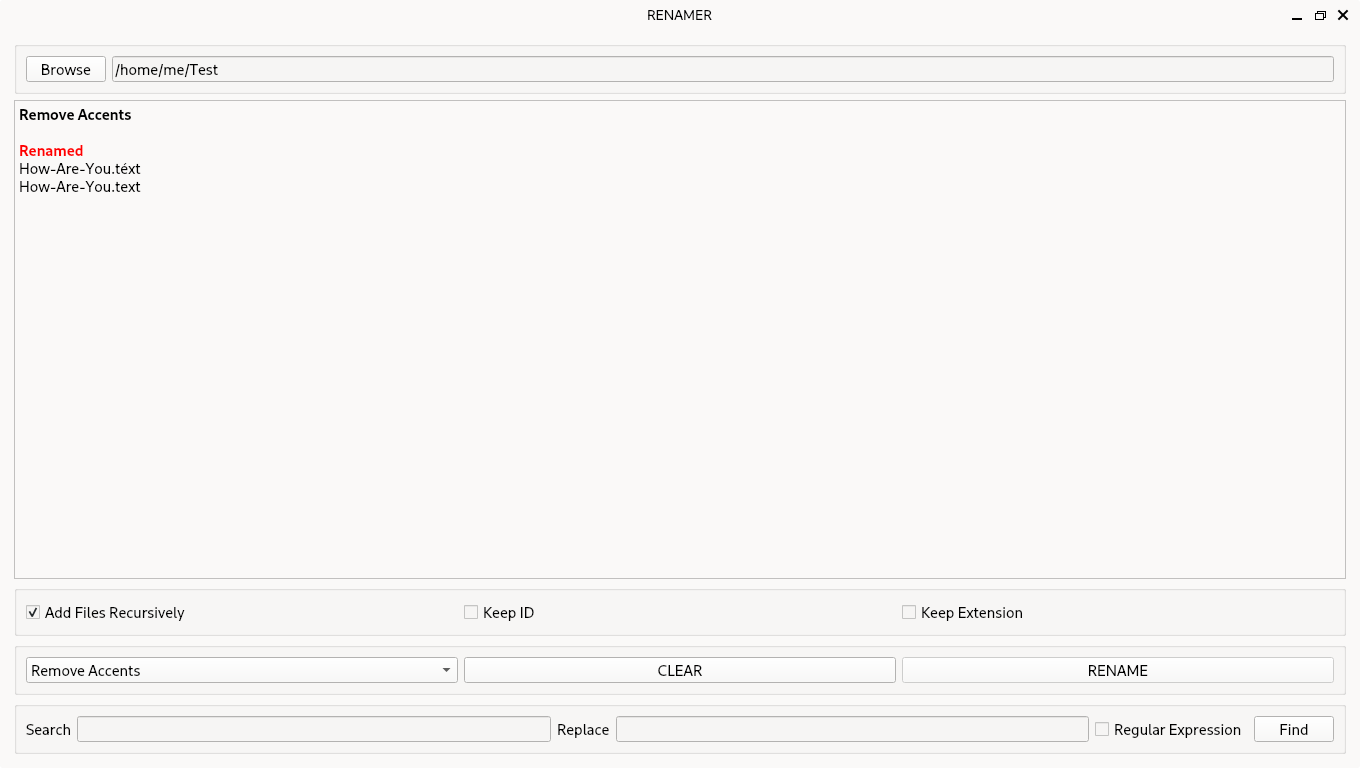 RENAMER
Browse /home/me/Test
Remove Accents
Renamed
How-Are-You.téxt
How-Are-You.text
Add Files Recursively Keep ID Keep Extension
Remove Accents CLEAR RENAME
Search Replace Regular Expression Find